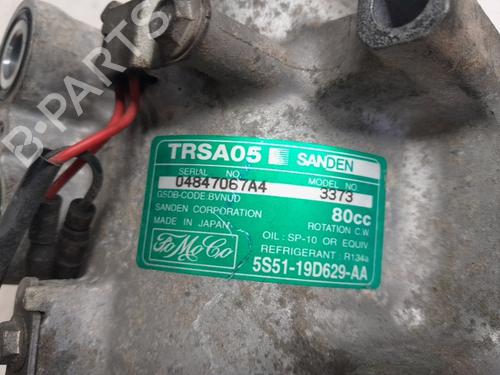 TRSA05 SANDEN
SERIAL NO. MODEL NO.
04847067A4 3373
GSDB-CODE:BVNUD 80cc
SANDEN CORPORATION ROTATION C.W.
MADE IN JAPAN OIL : SP-10 OR EQUIV
REFRIGERANT : R134a
FoMoCo 5S51-19D629-AA
B-PARTS